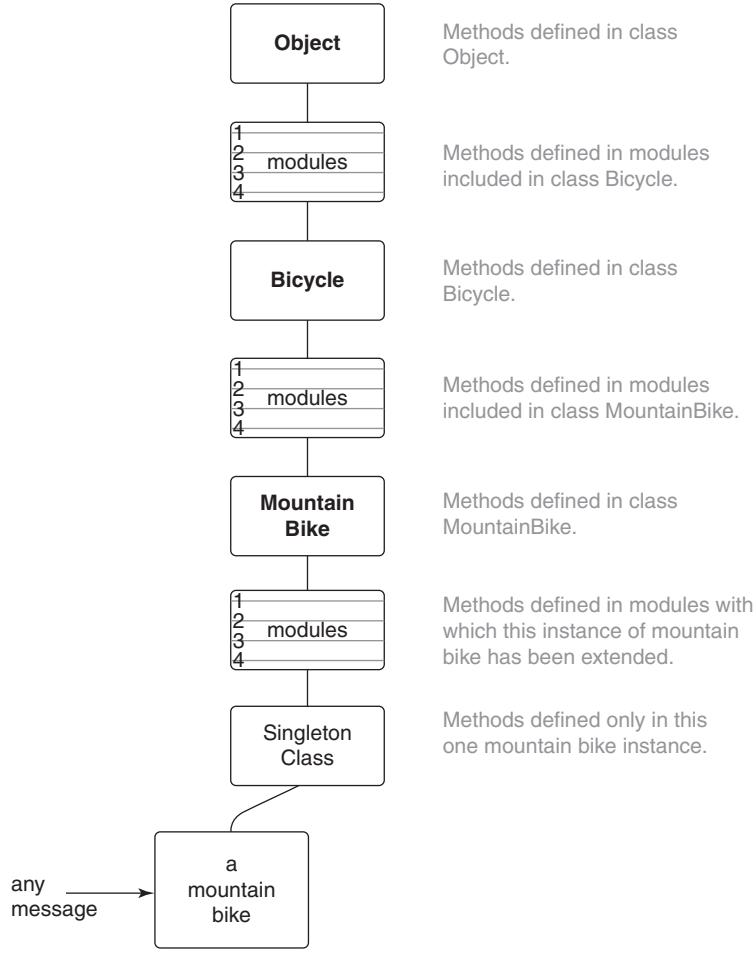 Object
Methods defined in class
Object.
1
2
3
4
modules
Methods defined in modules
included in class Bicycle.
Bicycle
Methods defined in class
Bicycle.
1
2
3
4
modules
Methods defined in modules
included in class MountainBike.
Mountain
Bike
Methods defined in class
MountainBike.
1
2
3
4
modules
Methods defined in modules with
which this instance of mountain
bike has been extended.
Singleton
Class
Methods defined only in this
one mountain bike instance.
any
message
a
mountain
bike